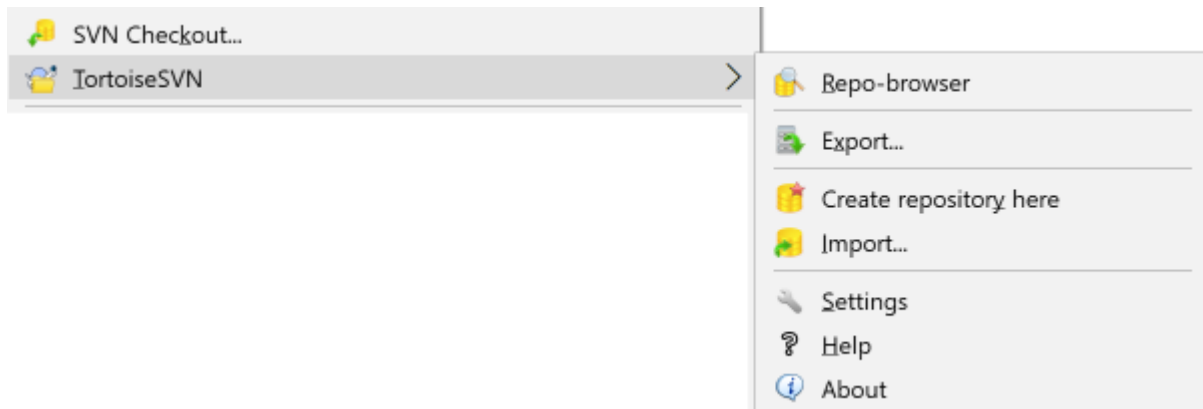 SVN Checkout...
TortoiseSVN
Repo-browser
Export...
Create repository here
Import...
Settings
Help
About